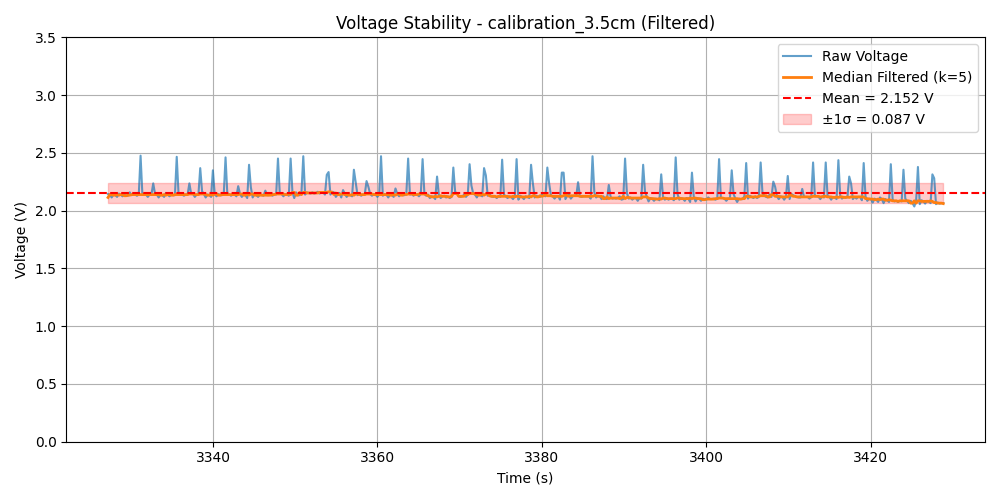 Voltage Stability - calibration_3.5cm (Filtered)
Voltage (V)
3.5
3.0
2.5
2.0
1.5
1.0
0.5
0.0
Raw Voltage
Median Filtered (k=5)
Mean = 2.152 V
±1σ = 0.087 V
3340 3360 3380 3400 3420
Time (s)